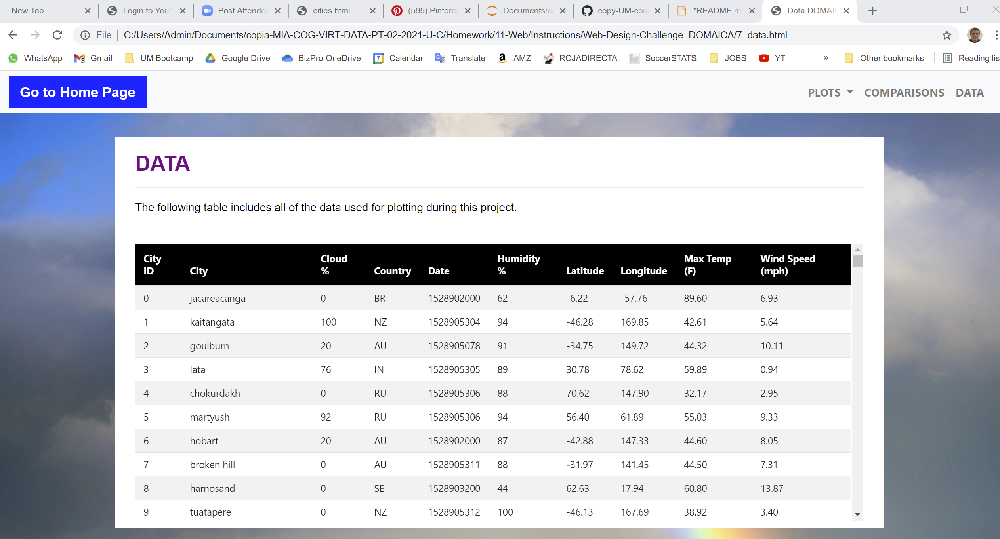 New Tab
Login to Your
Post Attendee
cities.html
(595) Pinteres
Documents/co
copy-UM-cou
*README.m
Data DOMAIC
File
C:/Users/Admin/Documents/copia-MIA-COG-VIRT-DATA-PT-02-2021-U-C/Homework/11-Web/Instructions/Web-Design-Challenge_DOMAICA/7_data.html
WhatsApp
3 Gmail
UM Bootcamp
Google Drive
BizPro-OneDrive
7 Calendar
Translate
a AMZ
ROJADIRECTA
SoccerSTATS
JOBS
YT
»
Other bookmarks
Reading lis
Go to Home Page
PLOTS COMPARISONS DATA
DATA
The following table includes all of the data used for plotting during this project.
City ID City Cloud % Country Date Humidity % Latitude Longitude Max Temp (F) Wind Speed (mph)
0 jacareacanga 0 BR 1528902000 62 -6.22 -57.76 89.60 6.93
1 kaitangata 100 NZ 1528905304 94 -46.28 169.85 42.61 5.64
2 goulburn 20 AU 1528905078 91 -34.75 149.72 44.32 10.11
3 lata 76 IN 1528905305 89 30.78 78.62 59.89 0.94
4 chokurdakh 0 RU 1528905306 88 70.62 147.90 32.17 2.95
5 martyush 92 RU 1528905306 94 56.40 61.89 55.03 9.33
6 hobart 20 AU 1528902000 87 -42.88 147.33 44.60 8.05
7 broken hill 0 AU 1528905311 88 -31.97 141.45 44.50 7.31
8 harnosand 0 SE 1528903200 44 62.63 17.94 60.80 13.87
9 tuatapere 0 NZ 1528905312 100 -46.13 167.69 38.92 3.40